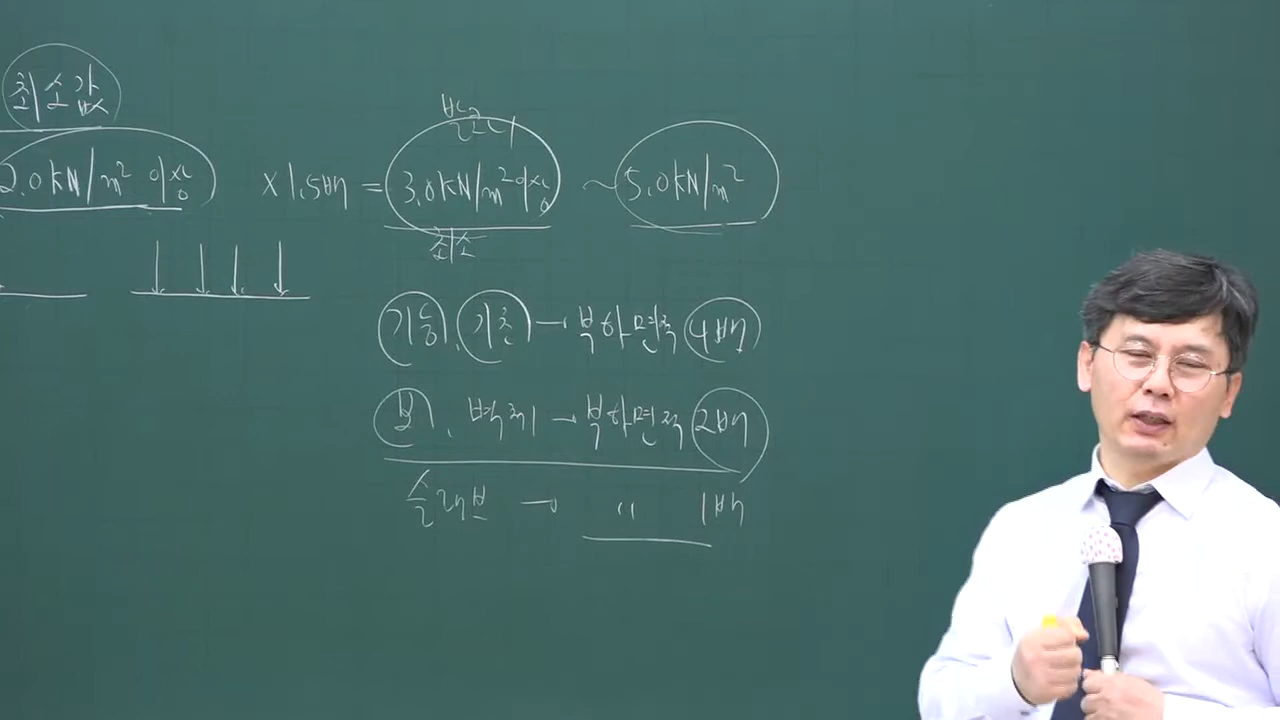 최소값
2.0kN/m² 이상 ×1.5배 = 3.0kN/m² 이상 ~ 5.0kN/m²
최소
기둥, 기초 → 부하면적 4배
보, 벽체 → 부하면적 2배
슬래브 → 〃 1배